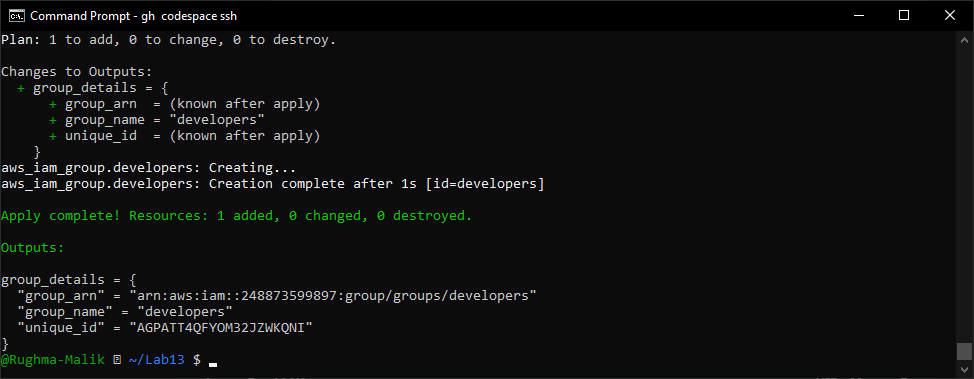 Command Prompt - gh  codespace ssh
Plan: 1 to add, 0 to change, 0 to destroy.
Changes to Outputs:
  + group_details = {
      + group_arn  = (known after apply)
      + group_name = "developers"
      + unique_id  = (known after apply)
    }
aws_iam_group.developers: Creating...
aws_iam_group.developers: Creation complete after 1s [id=developers]
Apply complete! Resources: 1 added, 0 changed, 0 destroyed.
Outputs:
group_details = {
  "group_arn" = "arn:aws:iam::248873599897:group/groups/developers"
  "group_name" = "developers"
  "unique_id" = "AGPATT4QFYOM32JZWKQNI"
}
@Rughma-Malik ~/Lab13 $